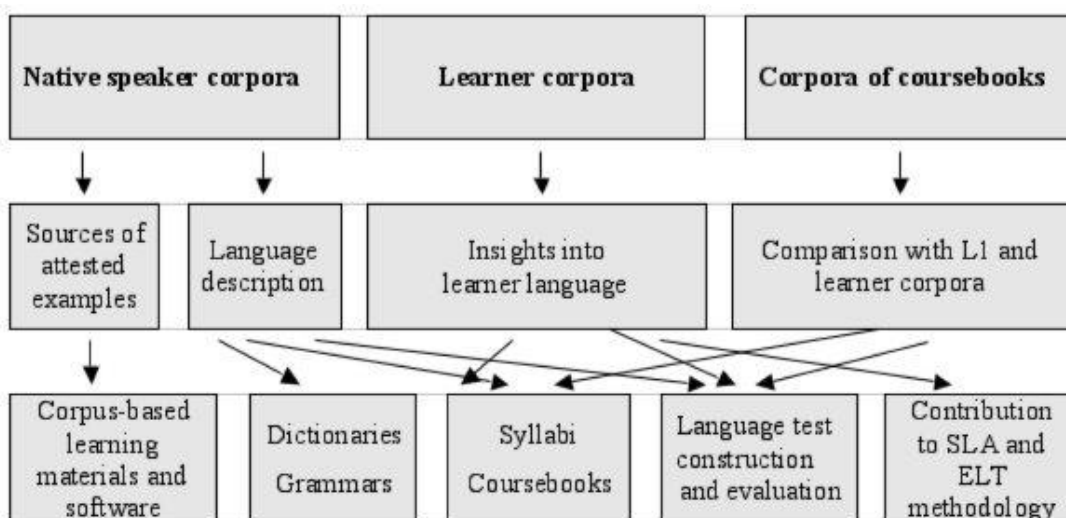 Native speaker corpora
Learner corpora
Corpora of coursebooks
Sources of
attested
examples
Language
description
Insights into
learner language
Comparison with L1 and
learner corpora
Corpus-based
learning
materials and
software
Dictionaries
Grammars
Syllabi
Coursebooks
Language test
construction
and evaluation
Contribution
to SLA and
ELT
methodology